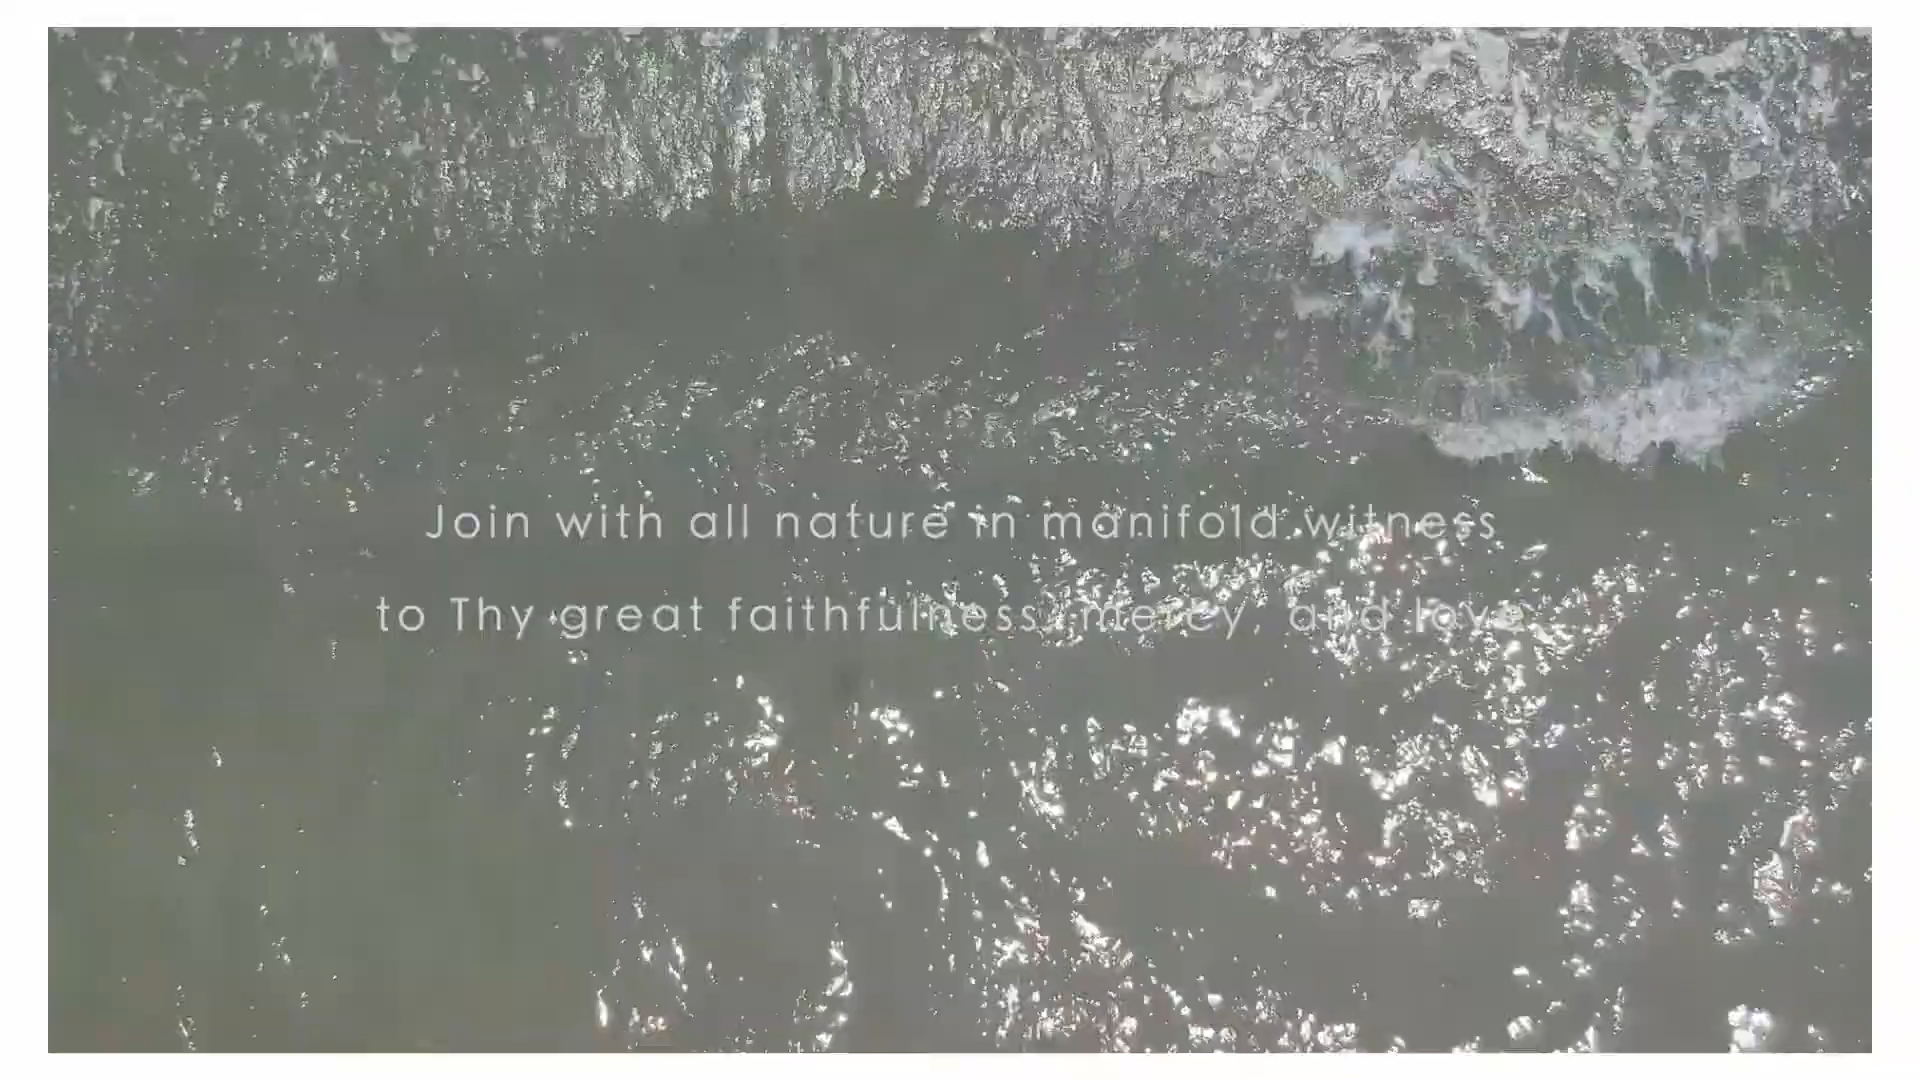 Join with all nature in manifold witness
to Thy great faithfulness, mercy, and love